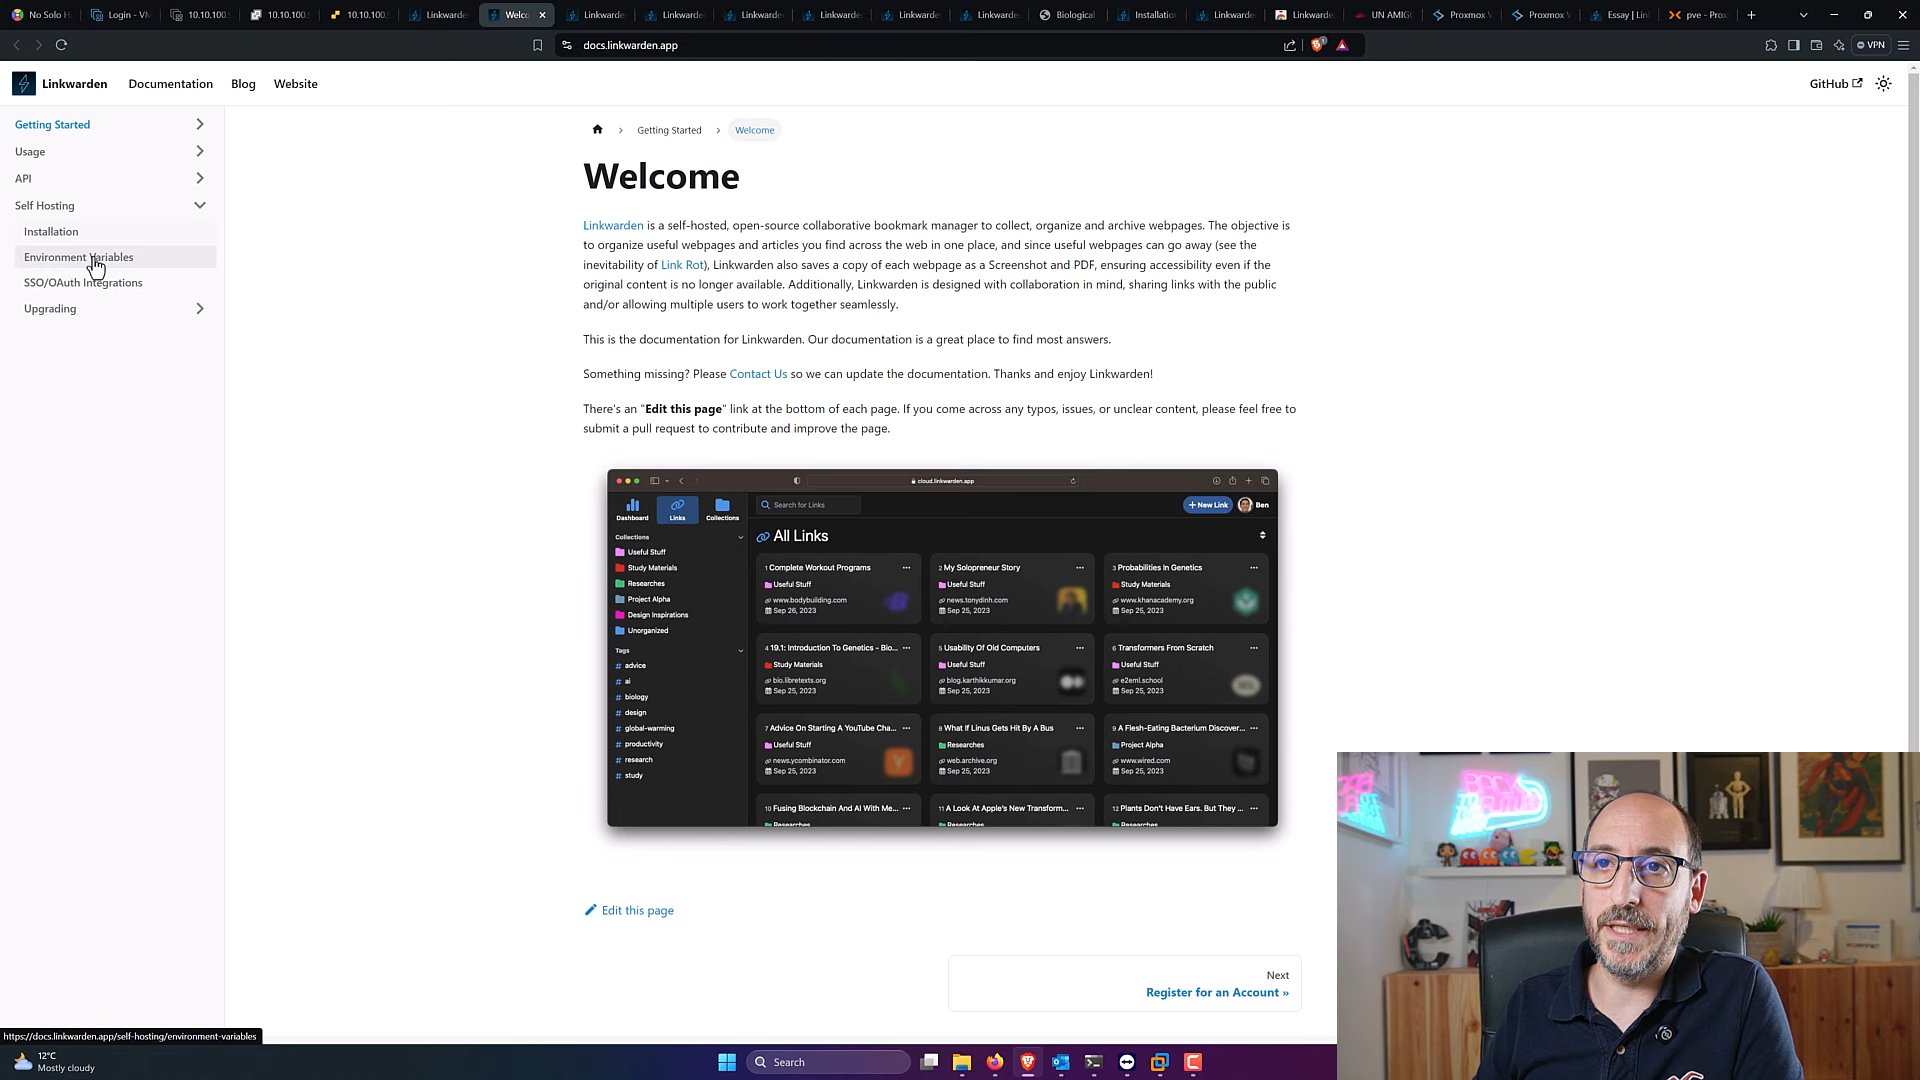 No Solo H
Login - VM
10.10.100.
10.10.100.
10.10.100.
Linkwarde
Welco
Linkwarde
Linkwarde
Linkwarde
Linkwarde
Linkwarde
Linkwarde
Biological
Installatio
Linkwarde
Linkwarde
UN AMIG
Proxmox V
Proxmox V
Essay | Lin
pve - Prox
docs.linkwarden.app
VPN
Linkwarden
Documentation
Blog
Website
GitHub
Getting Started
Usage
API
Self Hosting
Installation
Environment Variables
SSO/OAuth Integrations
Upgrading
Getting Started
Welcome
Welcome
Linkwarden is a self-hosted, open-source collaborative bookmark manager to collect, organize and archive webpages. The objective is
to organize useful webpages and articles you find across the web in one place, and since useful webpages can go away (see the
inevitability of Link Rot), Linkwarden also saves a copy of each webpage as a Screenshot and PDF, ensuring accessibility even if the
original content is no longer available. Additionally, Linkwarden is designed with collaboration in mind, sharing links with the public
and/or allowing multiple users to work together seamlessly.
This is the documentation for Linkwarden. Our documentation is a great place to find most answers.
Something missing? Please Contact Us so we can update the documentation. Thanks and enjoy Linkwarden!
There's an "Edit this page" link at the bottom of each page. If you come across any typos, issues, or unclear content, please feel free to
submit a pull request to contribute and improve the page.
cloud.linkwarden.app
Dashboard
Links
Collections
Search for Links
+ New Link
Ben
Collections
Useful Stuff
Study Materials
Researches
Project Alpha
Design Inspirations
Unorganized
Tags
# advice
# ai
# biology
# design
# global-warming
# productivity
# research
# study
All Links
1 Complete Workout Programs
Useful Stuff
www.bodybuilding.com
Sep 26, 2023
2 My Solopreneur Story
Useful Stuff
news.tonydinh.com
Sep 25, 2023
3 Probabilities In Genetics
Study Materials
www.khanacademy.org
Sep 25, 2023
4 19.1: Introduction To Genetics - Bio...
Study Materials
bio.libretexts.org
Sep 25, 2023
5 Usability Of Old Computers
Useful Stuff
blog.karthikkumar.org
Sep 25, 2023
6 Transformers From Scratch
Useful Stuff
e2eml.school
Sep 25, 2023
7 Advice On Starting A YouTube Cha...
Useful Stuff
news.ycombinator.com
Sep 25, 2023
8 What If Linus Gets Hit By A Bus
Researches
web.archive.org
Sep 25, 2023
9 A Flesh-Eating Bacterium Discover...
Project Alpha
www.wired.com
Sep 25, 2023
10 Fusing Blockchain And AI With Me...
Researches
11 A Look At Apple's New Transform...
Researches
12 Plants Don't Have Ears. But They ...
Researches
Edit this page
Next
Register for an Account »
https://docs.linkwarden.app/self-hosting/environment-variables
12°C
Mostly cloudy
Search